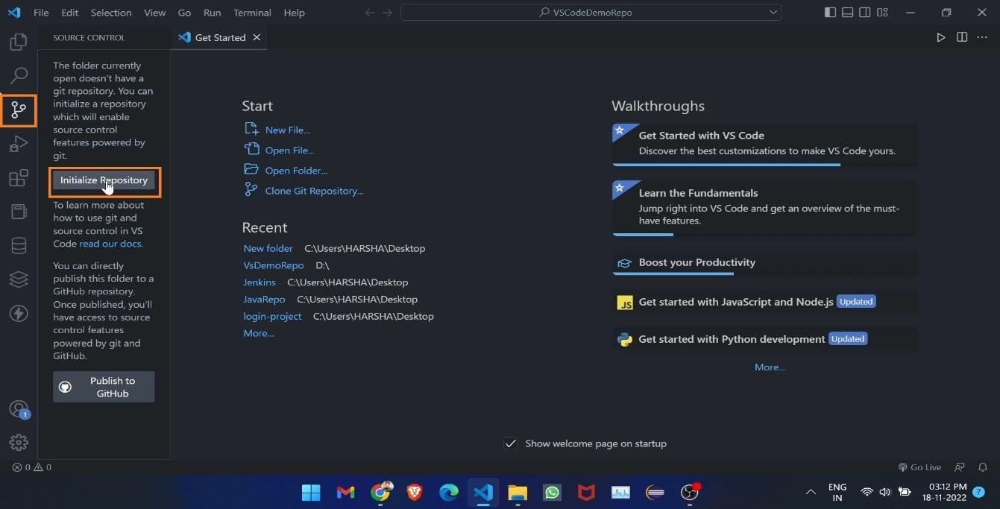 File Edit Selection View Go Run Terminal Help
VSCodeDemoRepo
SOURCE CONTROL
Get Started
The folder currently
open doesn't have a
git repository. You can
initialize a repository
which will enable
source control
features powered by
git.
Initialize Repository
To learn more about
how to use git and
source control in VS
Code read our docs.
You can directly
publish this folder to a
GitHub repository.
Once published, you'll
have access to source
control features
powered by git and
GitHub.
Publish to
GitHub
1
Start
New File...
Open File...
Open Folder...
Clone Git Repository...
Recent
New folder C:\Users\HARSHA\Desktop
VsDemoRepo D:\
Jenkins C:\Users\HARSHA\Desktop
JavaRepo C:\Users\HARSHA\Desktop
login-project C:\Users\HARSHA\Desktop
More...
Walkthroughs
Get Started with VS Code
Discover the best customizations to make VS Code yours.
Learn the Fundamentals
Jump right into VS Code and get an overview of the must-
have features.
Boost your Productivity
JS Get started with JavaScript and Node.js Updated
Get started with Python development Updated
More...
Show welcome page on startup
0 0
Go Live
ENG
IN
03:12 PM
18-11-2022
7